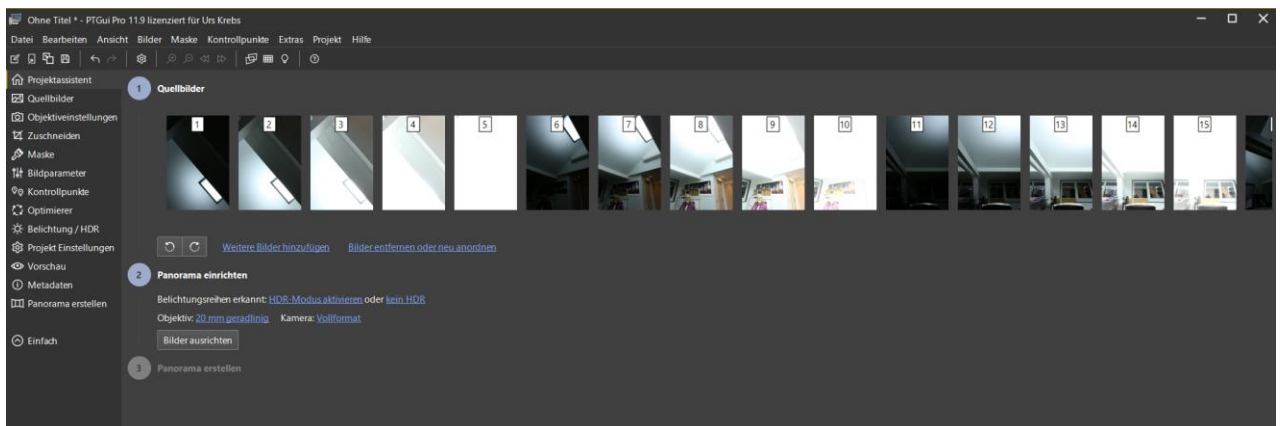 Ohne Titel * - PTGui Pro 11.9 lizenziert für Urs Krebs
Datei Bearbeiten Ansicht Bilder Maske Kontrollpunkte Extras Projekt Hilfe
Projektassistent
Quellbilder
Objektiveinstellungen
Zuschneiden
Maske
Bildparameter
Kontrollpunkte
Optimierer
Belichtung / HDR
Projekt Einstellungen
Vorschau
Metadaten
Panorama erstellen
Einfach
1 Quellbilder
1 2 3 4 5 6 7 8 9 10 11 12 13 14 15
Weitere Bilder hinzufügen Bilder entfernen oder neu anordnen
2 Panorama einrichten
Belichtungsreihen erkannt: HDR-Modus aktivieren oder kein HDR
Objektiv: 20 mm geradlinig Kamera: Vollformat
Bilder ausrichten
3 Panorama erstellen